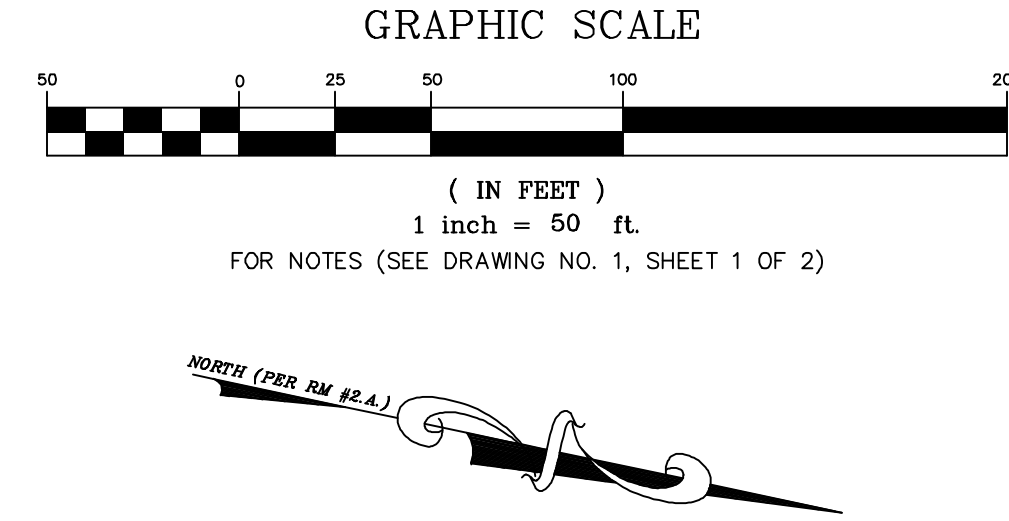 GRAPHIC SCALE
50 0 25 50 100
( IN FEET )
1 inch = 50 ft.
FOR NOTES (SEE DRAWING NO. 1, SHEET 1 OF 2)
NORTH (PER RM #2.A.)
N